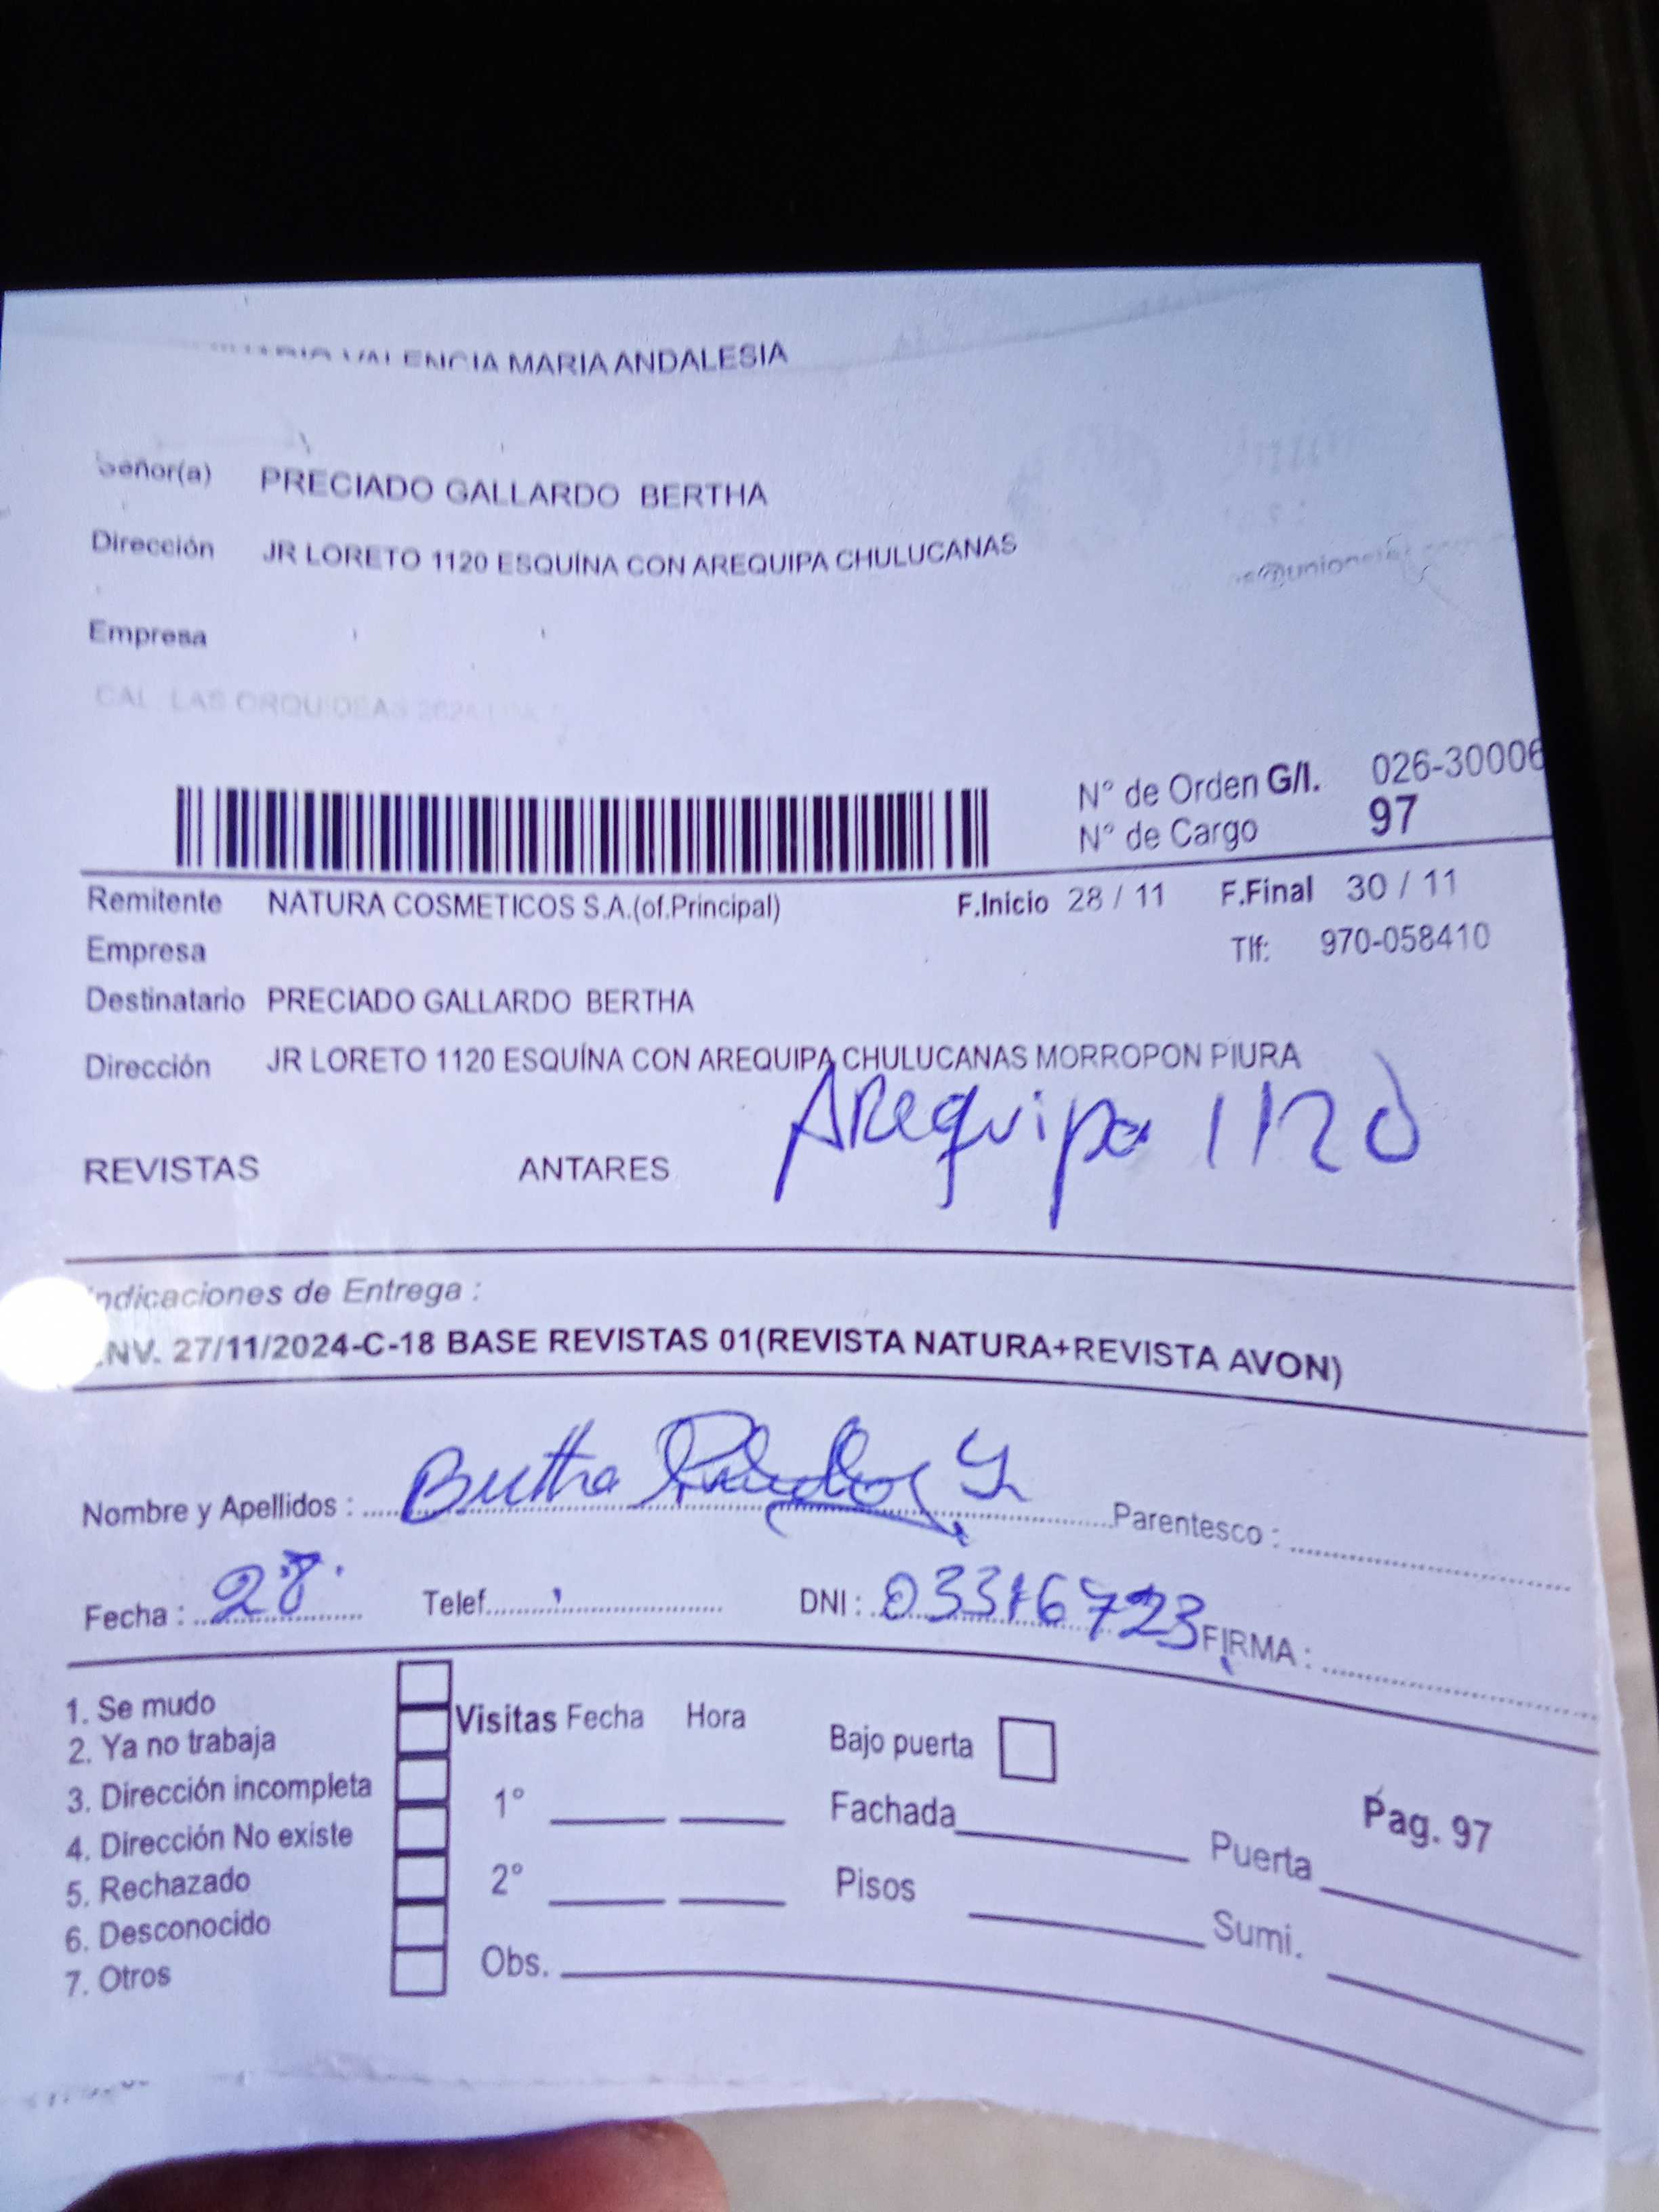 VALENCIA MARIA ANDALESIA
Señor(a) PRECIADO GALLARDO BERTHA
Dirección JR LORETO 1120 ESQUÍNA CON AREQUIPA CHULUCANAS
Empresa
CAL LAS ORQUIDEAS
N° de Orden G/I. 026-30006
N° de Cargo 97
Remitente NATURA COSMETICOS S.A.(of.Principal) F.Inicio 28 / 11 F.Final 30 / 11
Empresa Tlf: 970-058410
Destinatario PRECIADO GALLARDO BERTHA
Dirección JR LORETO 1120 ESQUÍNA CON AREQUIPA CHULUCANAS MORROPON PIURA
Arequipa 1120
REVISTAS ANTARES
Indicaciones de Entrega :
ENV. 27/11/2024-C-18 BASE REVISTAS 01(REVISTA NATURA+REVISTA AVON)
Nombre y Apellidos : Bertha Parentesco :
Fecha : 28 Telef. DNI : 03316723 FIRMA :
1. Se mudo
2. Ya no trabaja
3. Dirección incompleta
4. Dirección No existe
5. Rechazado
6. Desconocido
7. Otros
Visitas Fecha Hora
1°
2°
Obs.
Bajo puerta
Fachada
Pisos
Puerta
Sumi.
Pag. 97